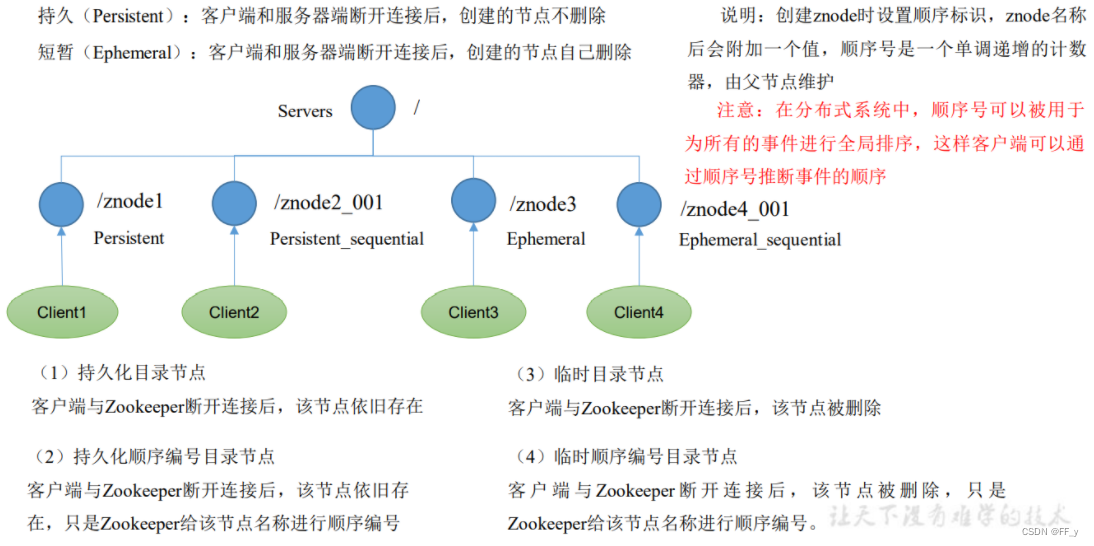 持久（Persistent）：客户端和服务器端断开连接后，创建的节点不删除
短暂（Ephemeral）：客户端和服务器端断开连接后，创建的节点自己删除
说明：创建znode时设置顺序标识，znode名称
后会附加一个值，顺序号是一个单调递增的计数
器，由父节点维护
注意：在分布式系统中，顺序号可以被用于
为所有的事件进行全局排序，这样客户端可以通
过顺序号推断事件的顺序
Servers
/
/znode1
Persistent
/znode2_001
Persistent_sequential
/znode3
Ephemeral
/znode4_001
Ephemeral_sequential
Client1
Client2
Client3
Client4
（1）持久化目录节点
客户端与Zookeeper断开连接后，该节点依旧存在
（2）持久化顺序编号目录节点
客户端与Zookeeper断开连接后，该节点依旧存
在，只是Zookeeper给该节点名称进行顺序编号
（3）临时目录节点
客户端与Zookeeper断开连接后，该节点被删除
（4）临时顺序编号目录节点
客户端与Zookeeper断开连接后，该节点被删除，只是
Zookeeper给该节点名称进行顺序编号。
让天下没有难学的技术
CSDN @FF_y